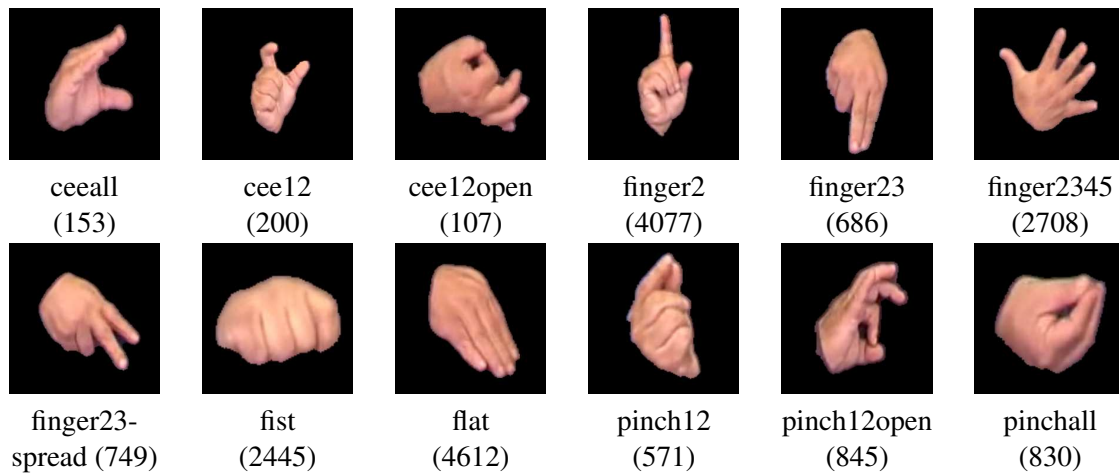 ceeall cee12 cee12open finger2 finger23 finger2345
(153) (200) (107) (4077) (686) (2708)
finger23- fist flat pinch12 pinch12open pinchall
spread (749) (2445) (4612) (571) (845) (830)